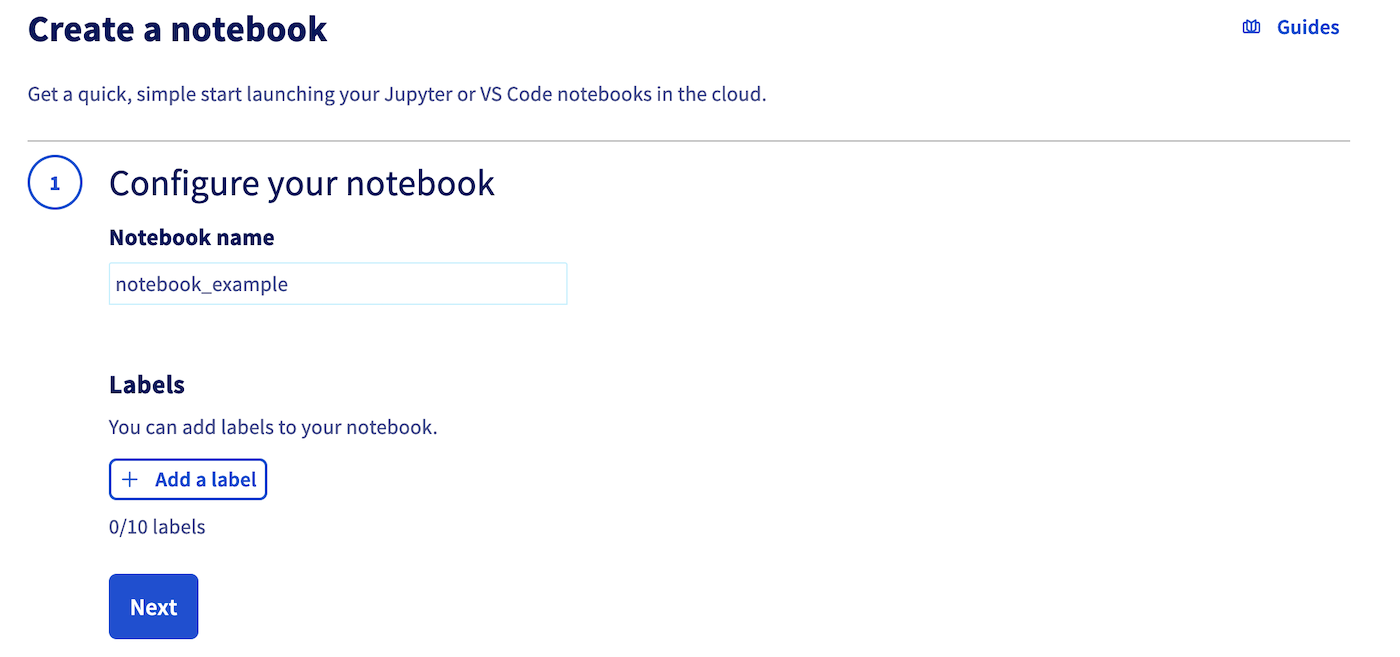 Create a notebook
Guides
Get a quick, simple start launching your Jupyter or VS Code notebooks in the cloud.
1
Configure your notebook
Notebook name
notebook_example
Labels
You can add labels to your notebook.
+ Add a label
0/10 labels
Next